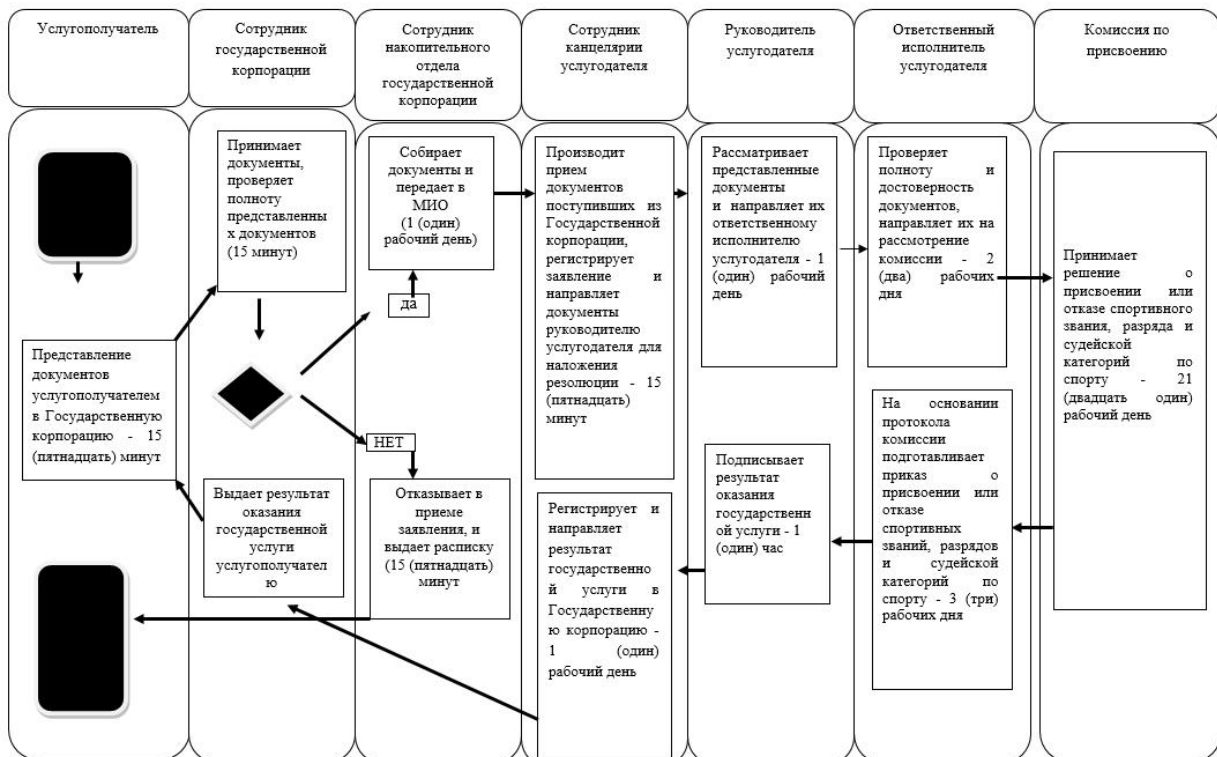 Услугополучатель
Сотрудник
государственной
корпорации
Сотрудник
накопительного
отдела
государственной
корпорации
Сотрудник
канцелярии
услугодателя
Руководитель
услугодателя
Ответственный
исполнитель
услугодателя
Комиссия по
присвоению
Принимает
документы,
проверяет
полноту
представленны
х документов
(15 минут)
Собирает
документы и
передает в
МИО
(1 (один)
рабочий день)
Производит
прием
документов
поступивших из
Государственной
корпорации,
регистрирует
заявление и
направляет
документы
руководителю
услугодателя для
наложения
резолюции - 15
(пятнадцать)
минут
Рассматривает
представленные
документы
и направляет их
ответственному
исполнителю
услугодателя - 1
(один) рабочий
день
Проверяет
полноту и
достоверность
документов,
направляет их на
рассмотрение
комиссии - 2
(два) рабочих
дня
Принимает
решение о
присвоении или
отказе спортивного
звания, разряда и
судейской
категорий по
спорту - 21
(двадцать один)
рабочий день
да
Представление
документов
услугополучателем
в Государственную
корпорацию - 15
(пятнадцать) минут
НЕТ
На основании
протокола
комиссии
подготавливает
приказ о
присвоении или
отказе
спортивных
званий, разрядов
и судейской
категорий по
спорту - 3 (три)
рабочих дня
Подписывает
результат
оказания
государственн
ой услуги - 1
(один) час
Выдает результат
оказания
государственной
услуги
услугополучател
ю
Отказывает в
приеме
заявления, и
выдает расписку
(15 (пятнадцать)
минут
Регистрирует и
направляет
результат
государственно
й услуги в
Государственну
ю корпорацию -
1 (один)
рабочий день